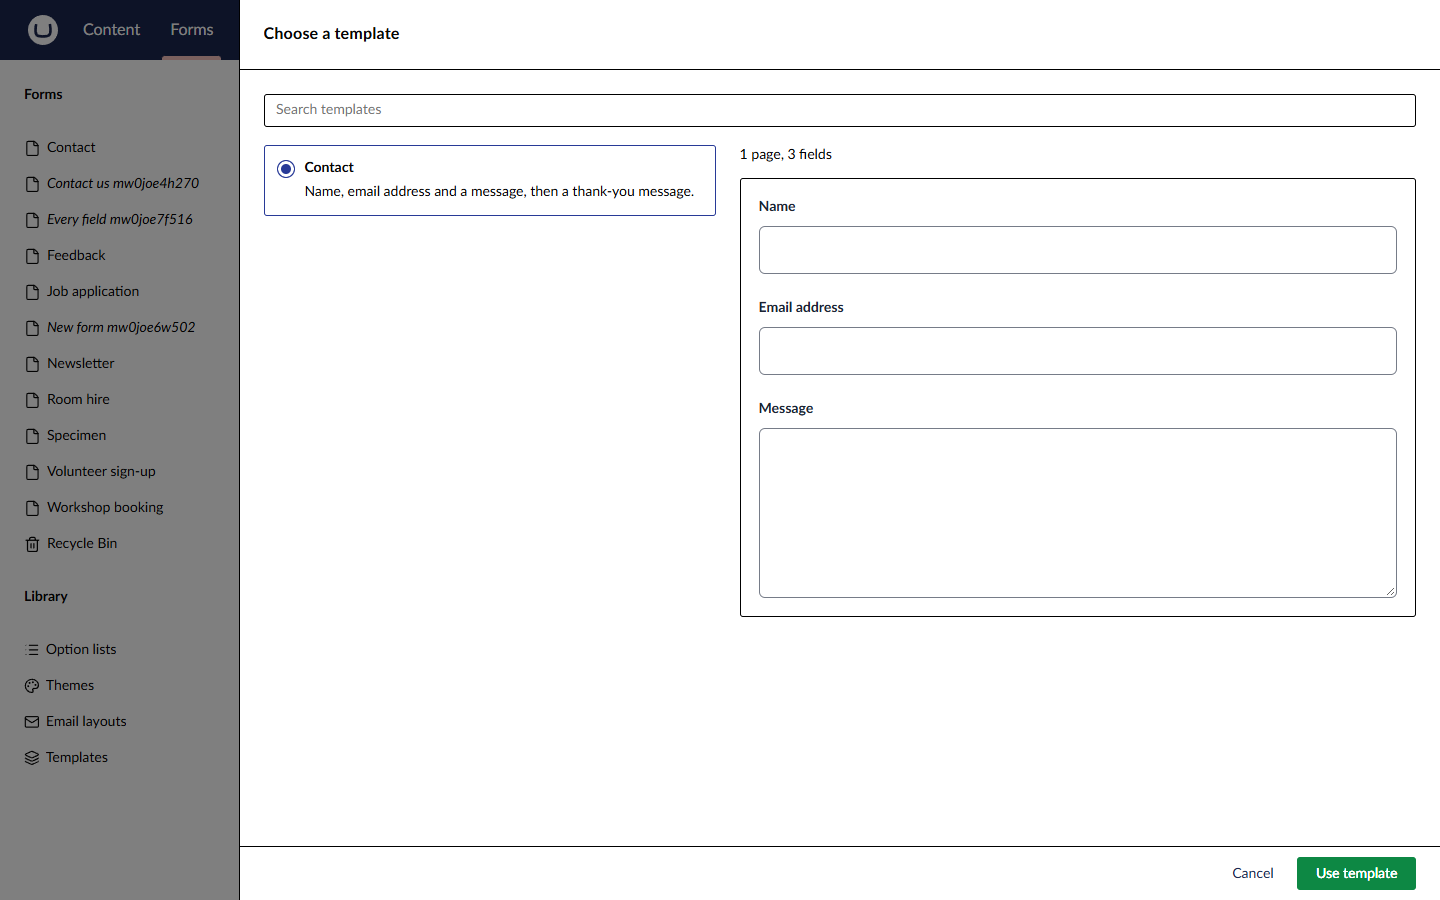 Content
Forms
Choose a template
Forms
Contact
Contact us mw0joe4h270
Every field mw0joe7f516
Feedback
Job application
New form mw0joe6w502
Newsletter
Room hire
Specimen
Volunteer sign-up
Workshop booking
Recycle Bin
Library
Option lists
Themes
Email layouts
Templates
Search templates
Contact
Name, email address and a message, then a thank-you message.
1 page, 3 fields
Name
Email address
Message
Cancel
Use template